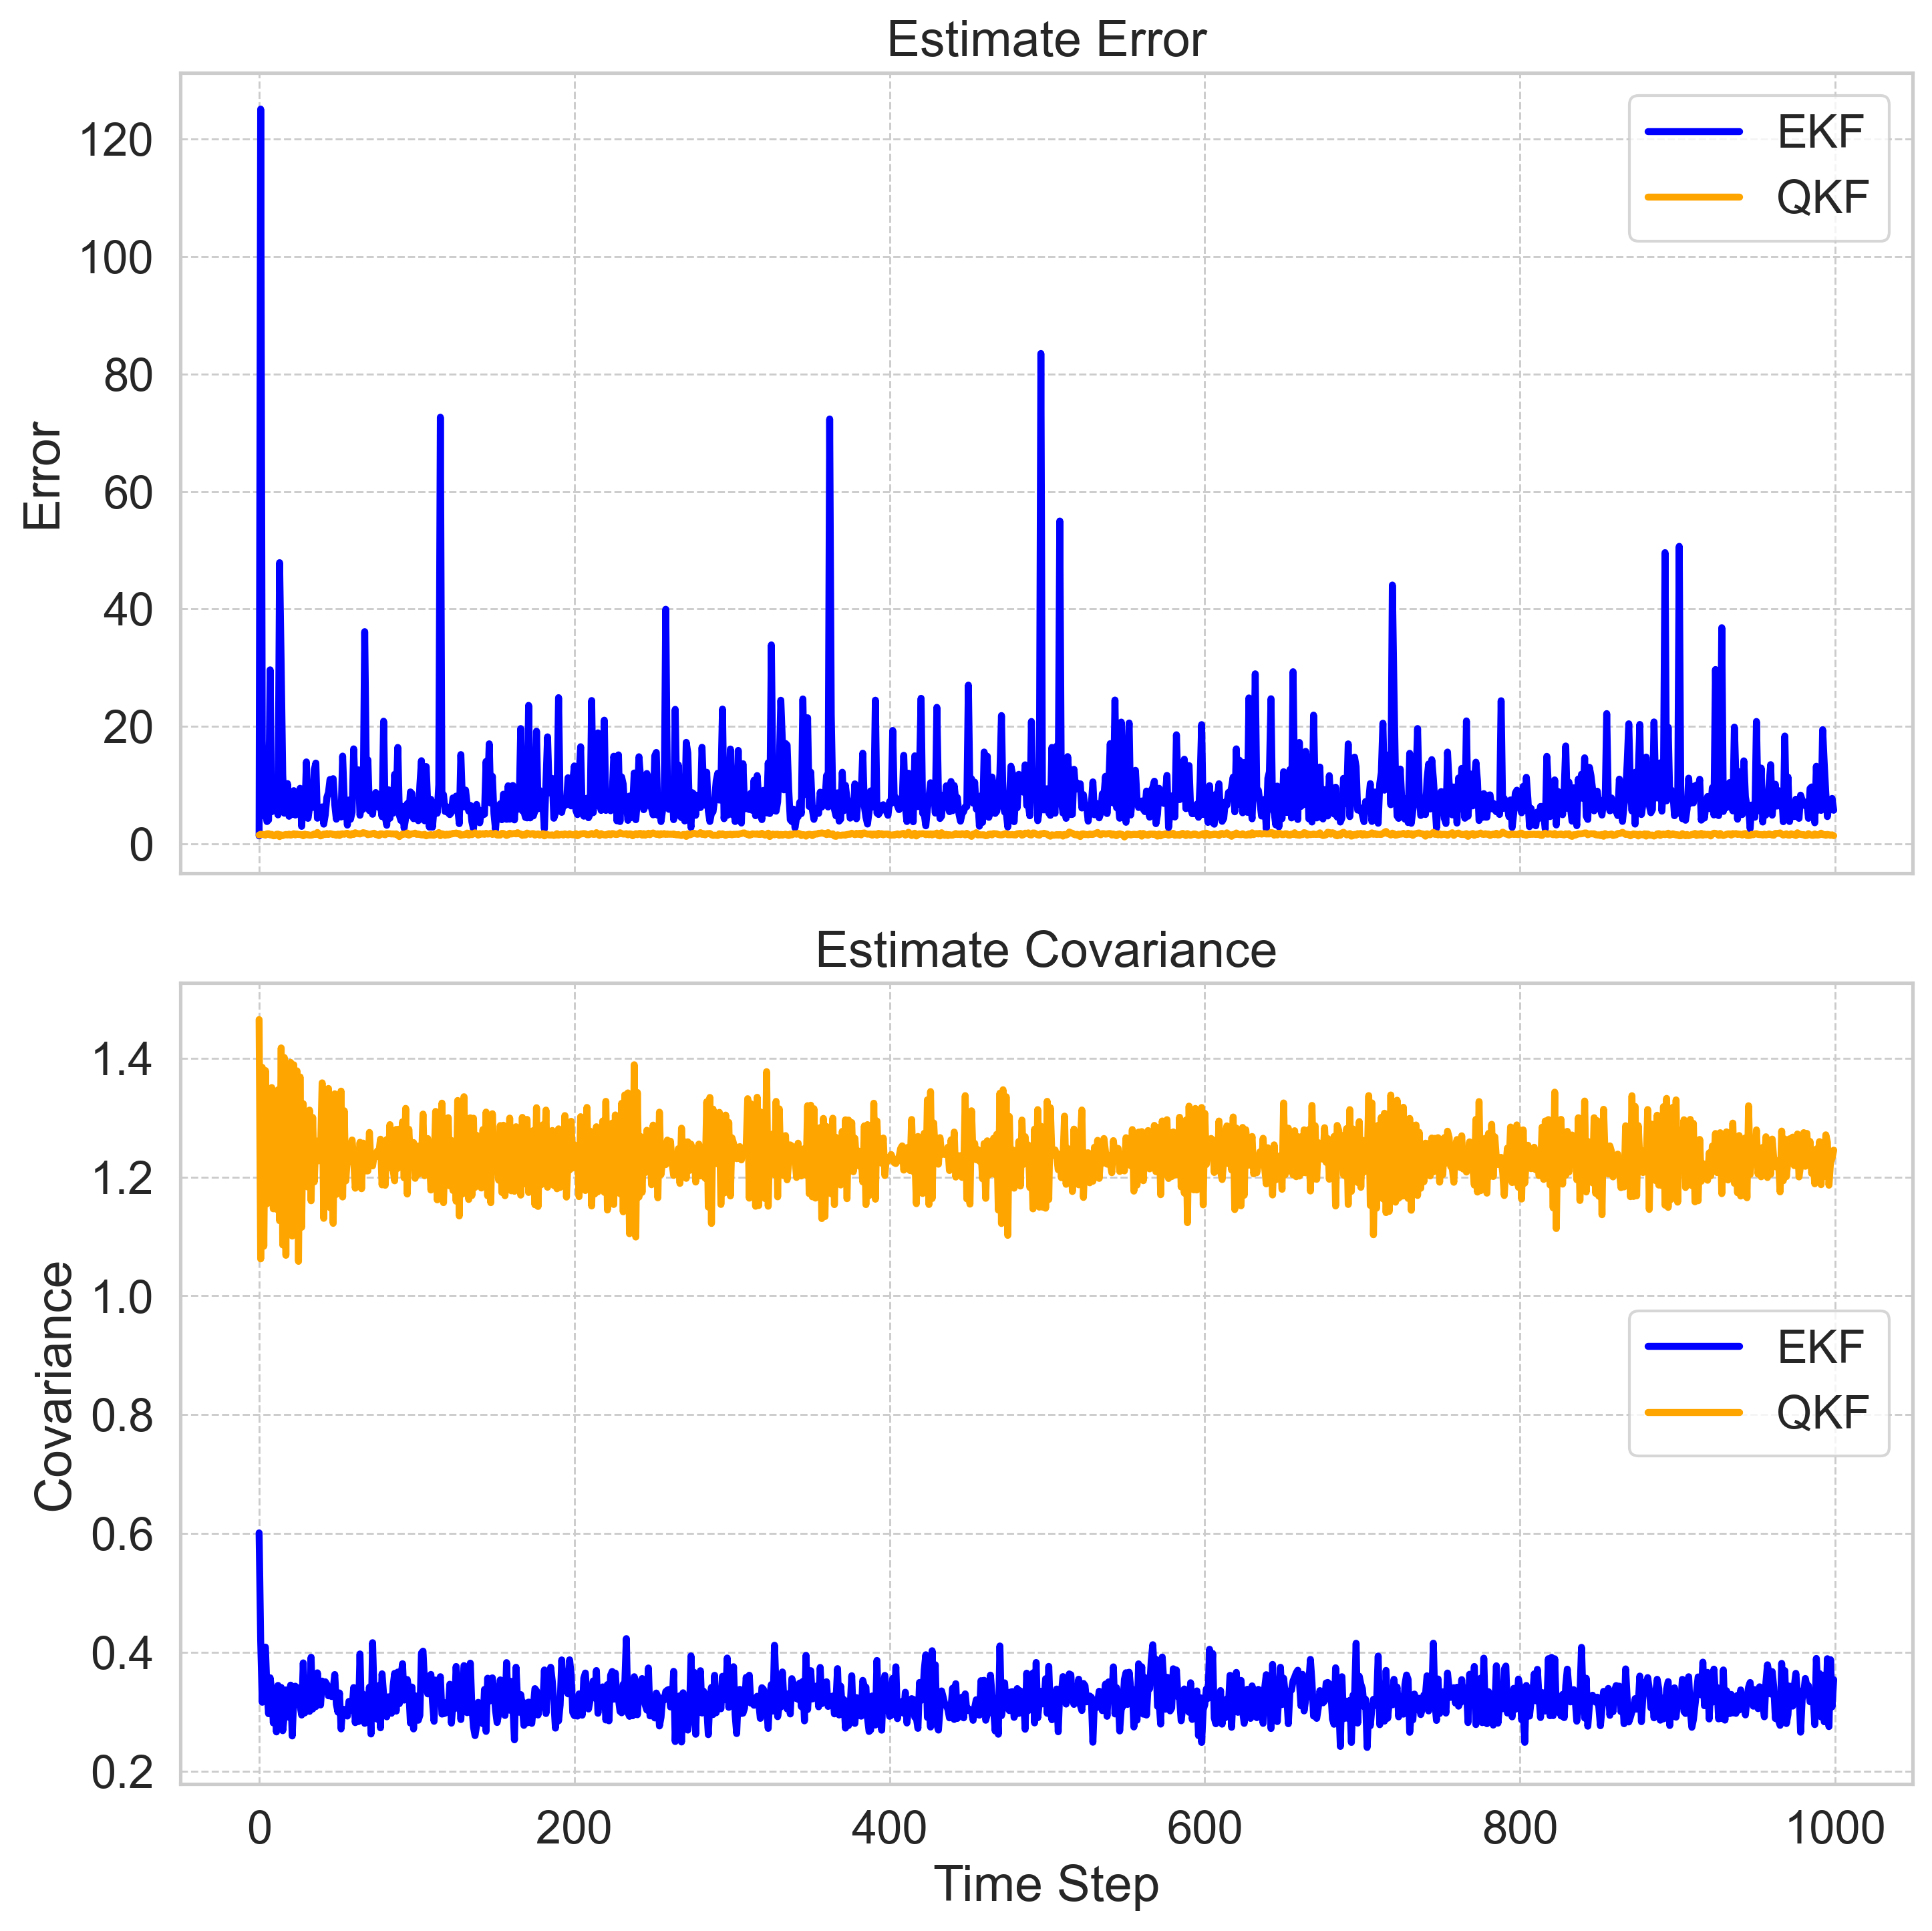 Estimate Error
Error
120
100
80
60
40
20
0
EKF
QKF
Estimate Covariance
Covariance
1.4
1.2
1.0
0.8
0.6
0.4
0.2
EKF
QKF
0 200 400 600 800 1000
Time Step